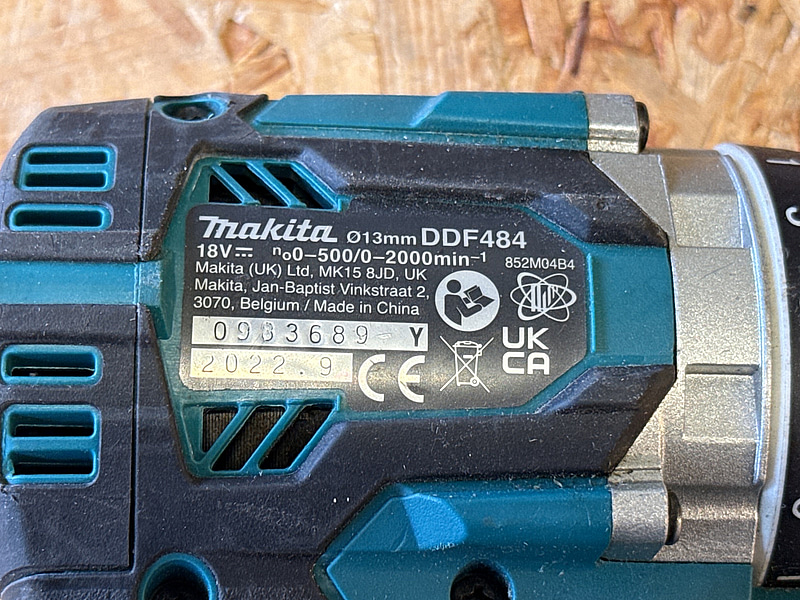 makita Ø13mm DDF484
18V⎓ n₀0–500/0–2000min⁻¹
852M04B4
Makita (UK) Ltd, MK15 8JD, UK
Makita, Jan-Baptist Vinkstraat 2,
3070, Belgium / Made in China
0983689-Y
2022.9
CE
UK
CA